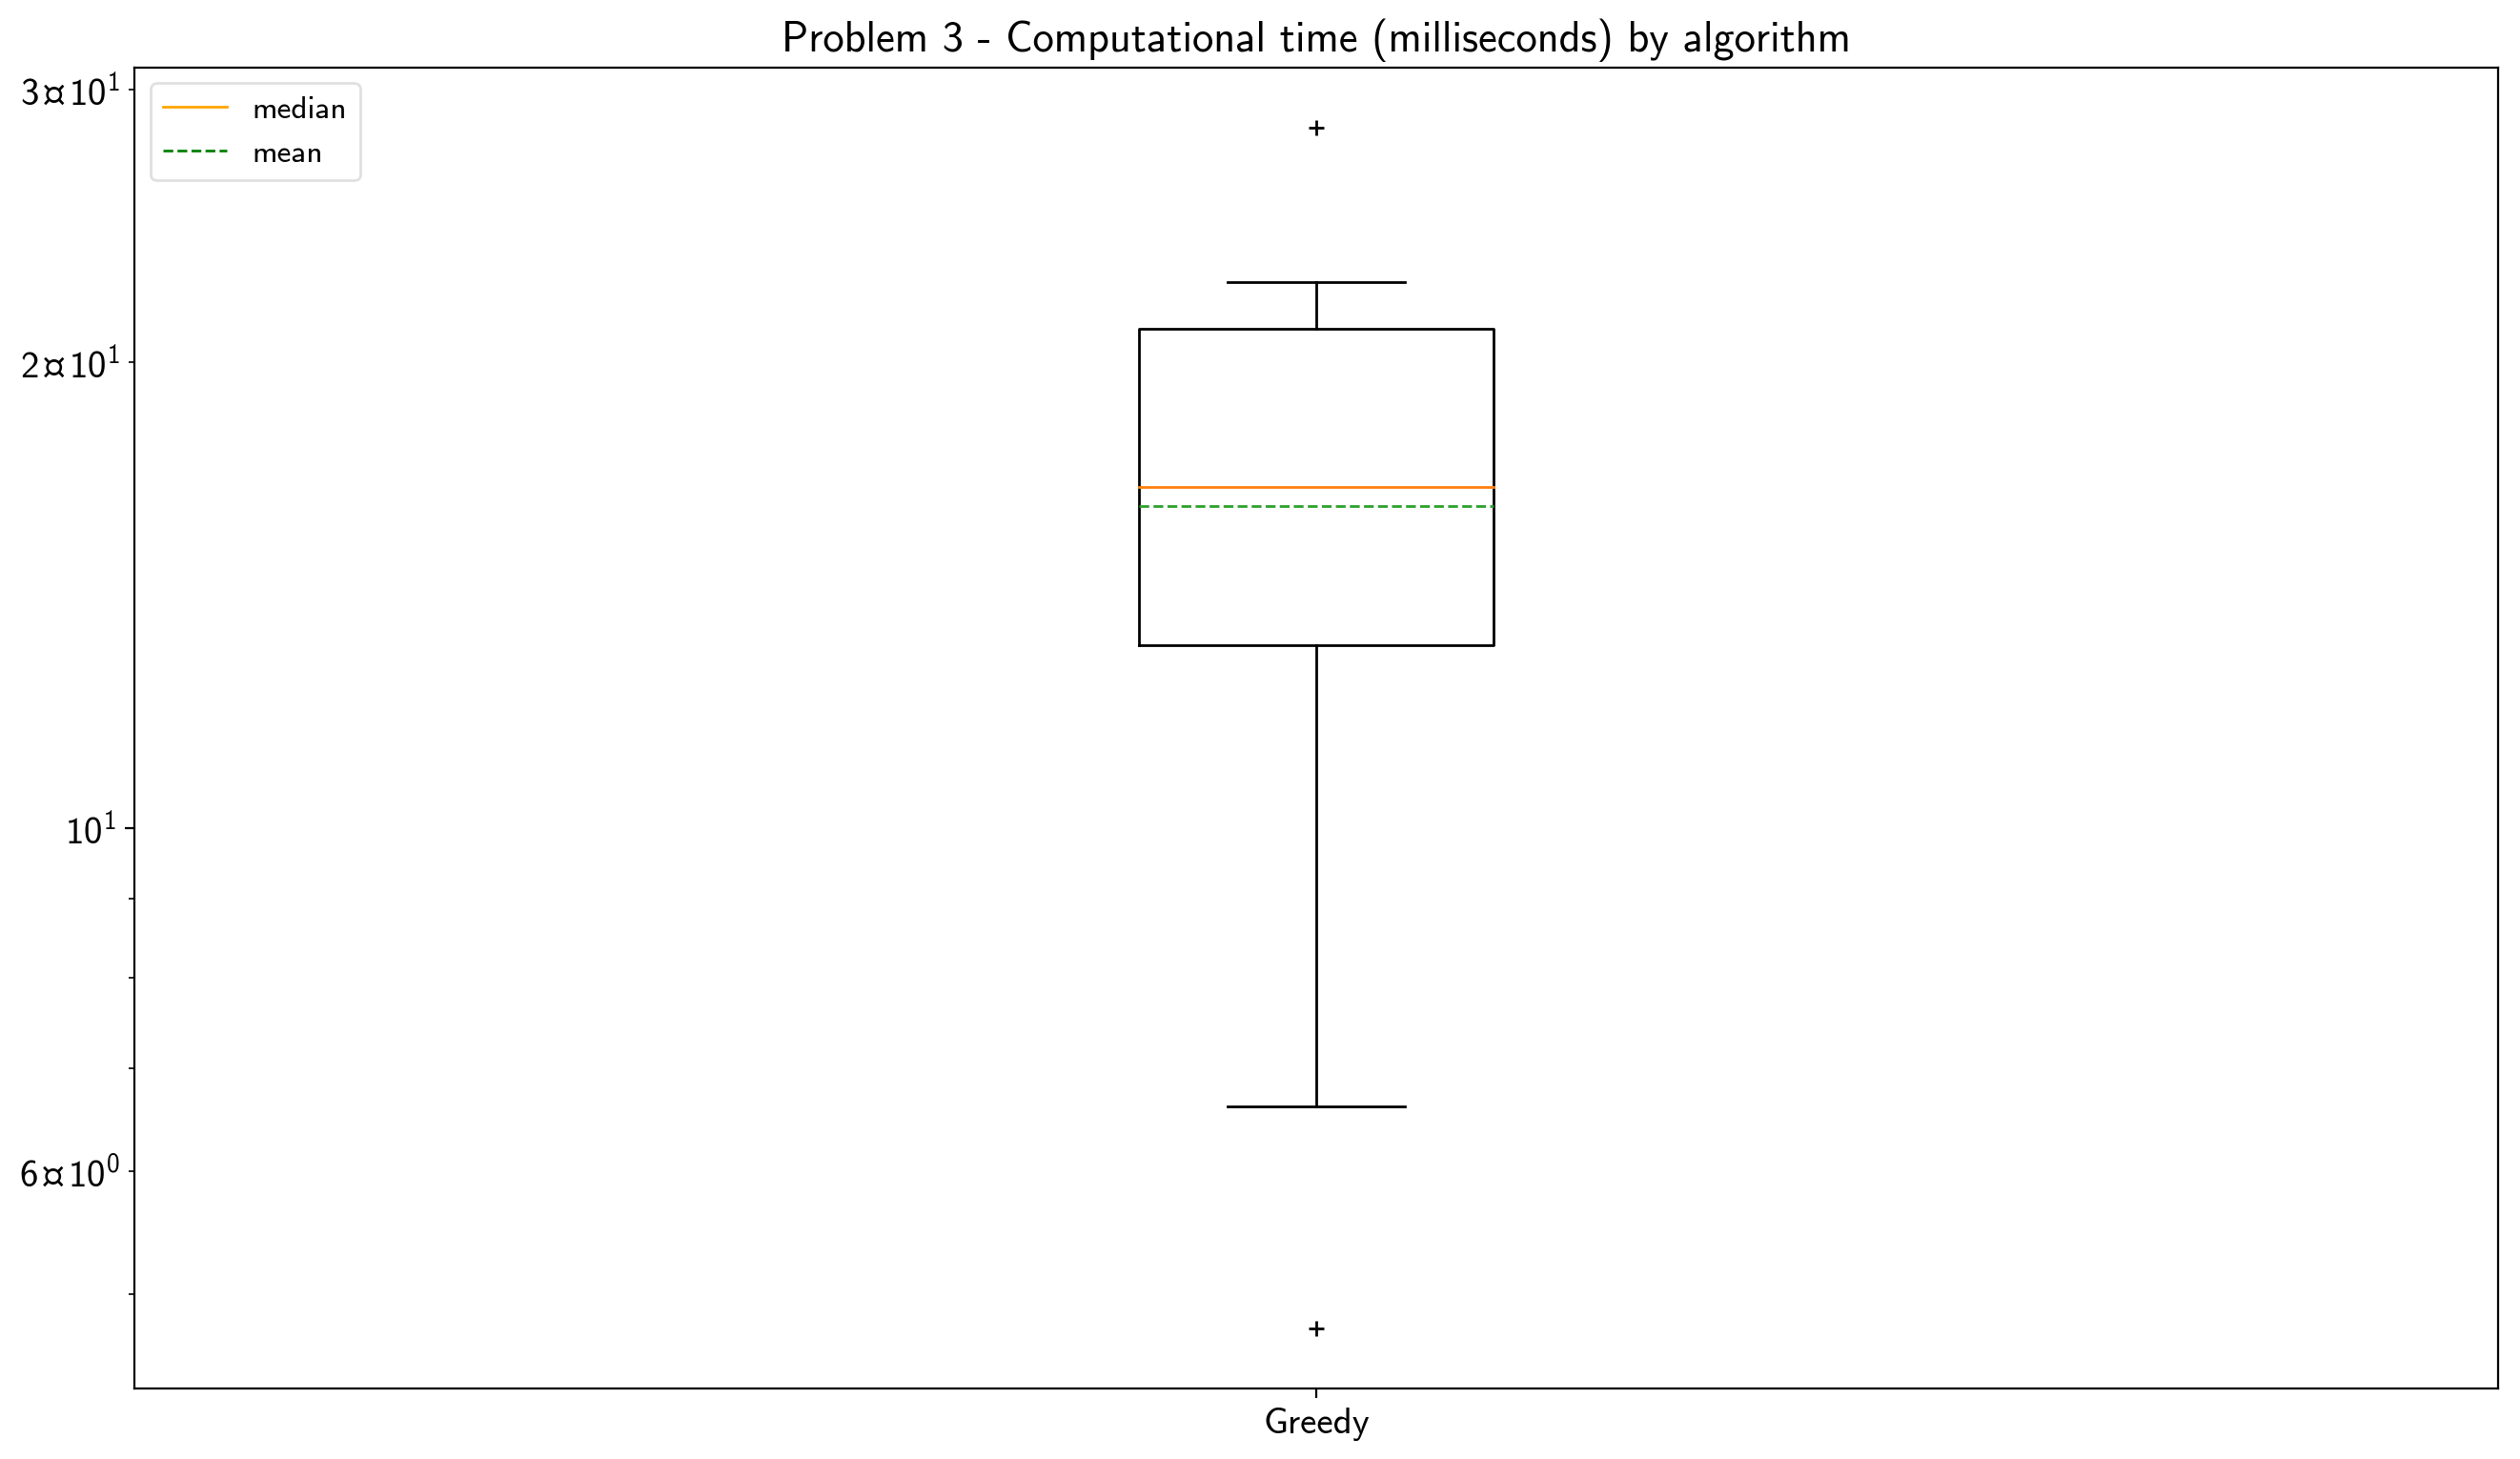 Problem 3 - Computational time (milliseconds) by algorithm
median
mean
3¤10¹
2¤10¹
10¹
6¤10⁰
Greedy